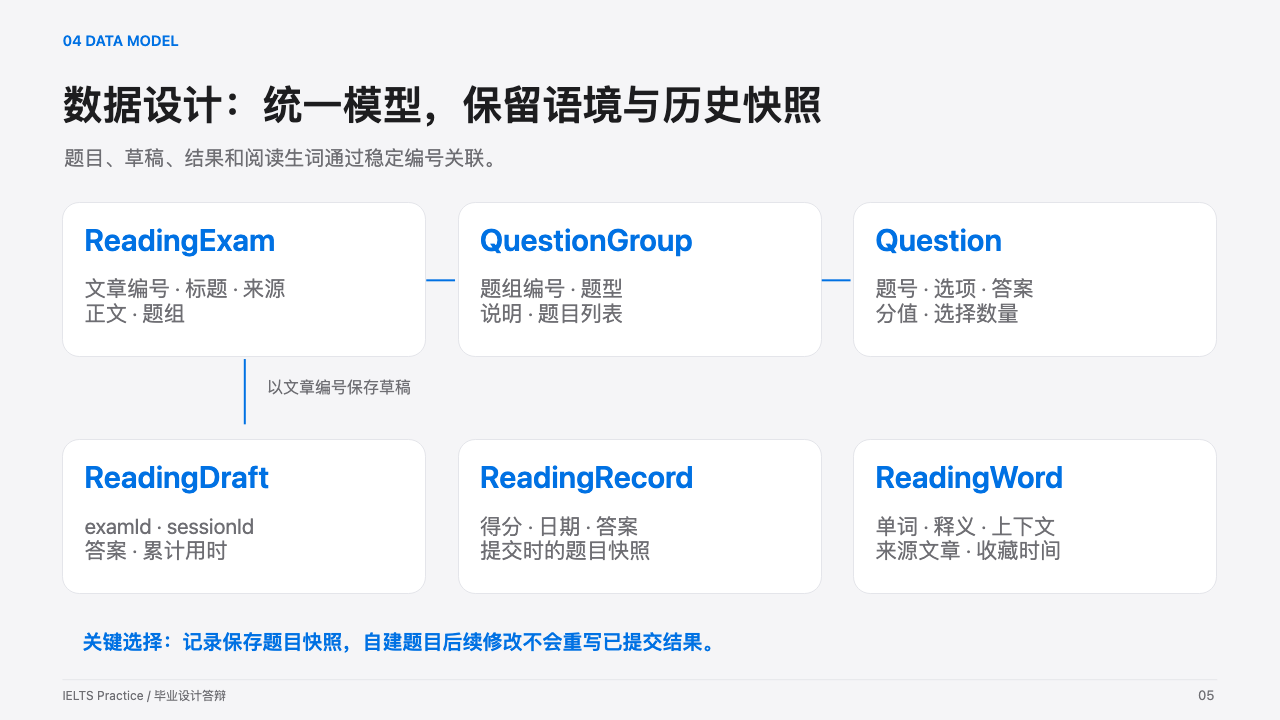 04 DATA MODEL
数据设计：统一模型，保留语境与历史快照
题目、草稿、结果和阅读生词通过稳定编号关联。
ReadingExam
文章编号 · 标题 · 来源
正文 · 题组
QuestionGroup
题组编号 · 题型
说明 · 题目列表
Question
题号 · 选项 · 答案
分值 · 选择数量
以文章编号保存草稿
ReadingDraft
examId · sessionId
答案 · 累计用时
ReadingRecord
得分 · 日期 · 答案
提交时的题目快照
ReadingWord
单词 · 释义 · 上下文
来源文章 · 收藏时间
关键选择：记录保存题目快照，自建题目后续修改不会重写已提交结果。
IELTS Practice / 毕业设计答辩
05